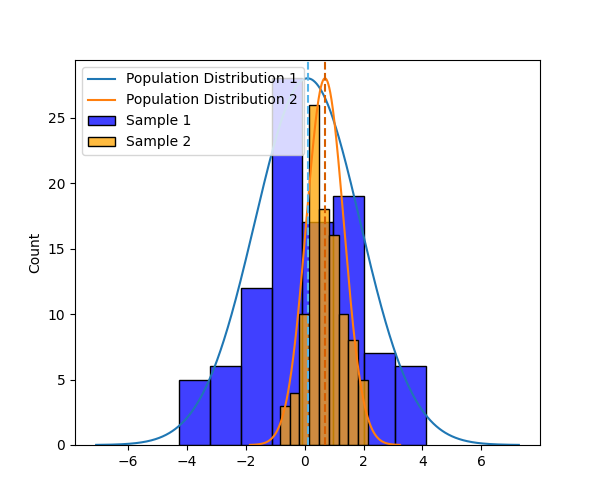 Population Distribution 1
Population Distribution 2
Sample 1
Sample 2
Count
25
20
15
10
5
0
−6 −4 −2 0 2 4 6